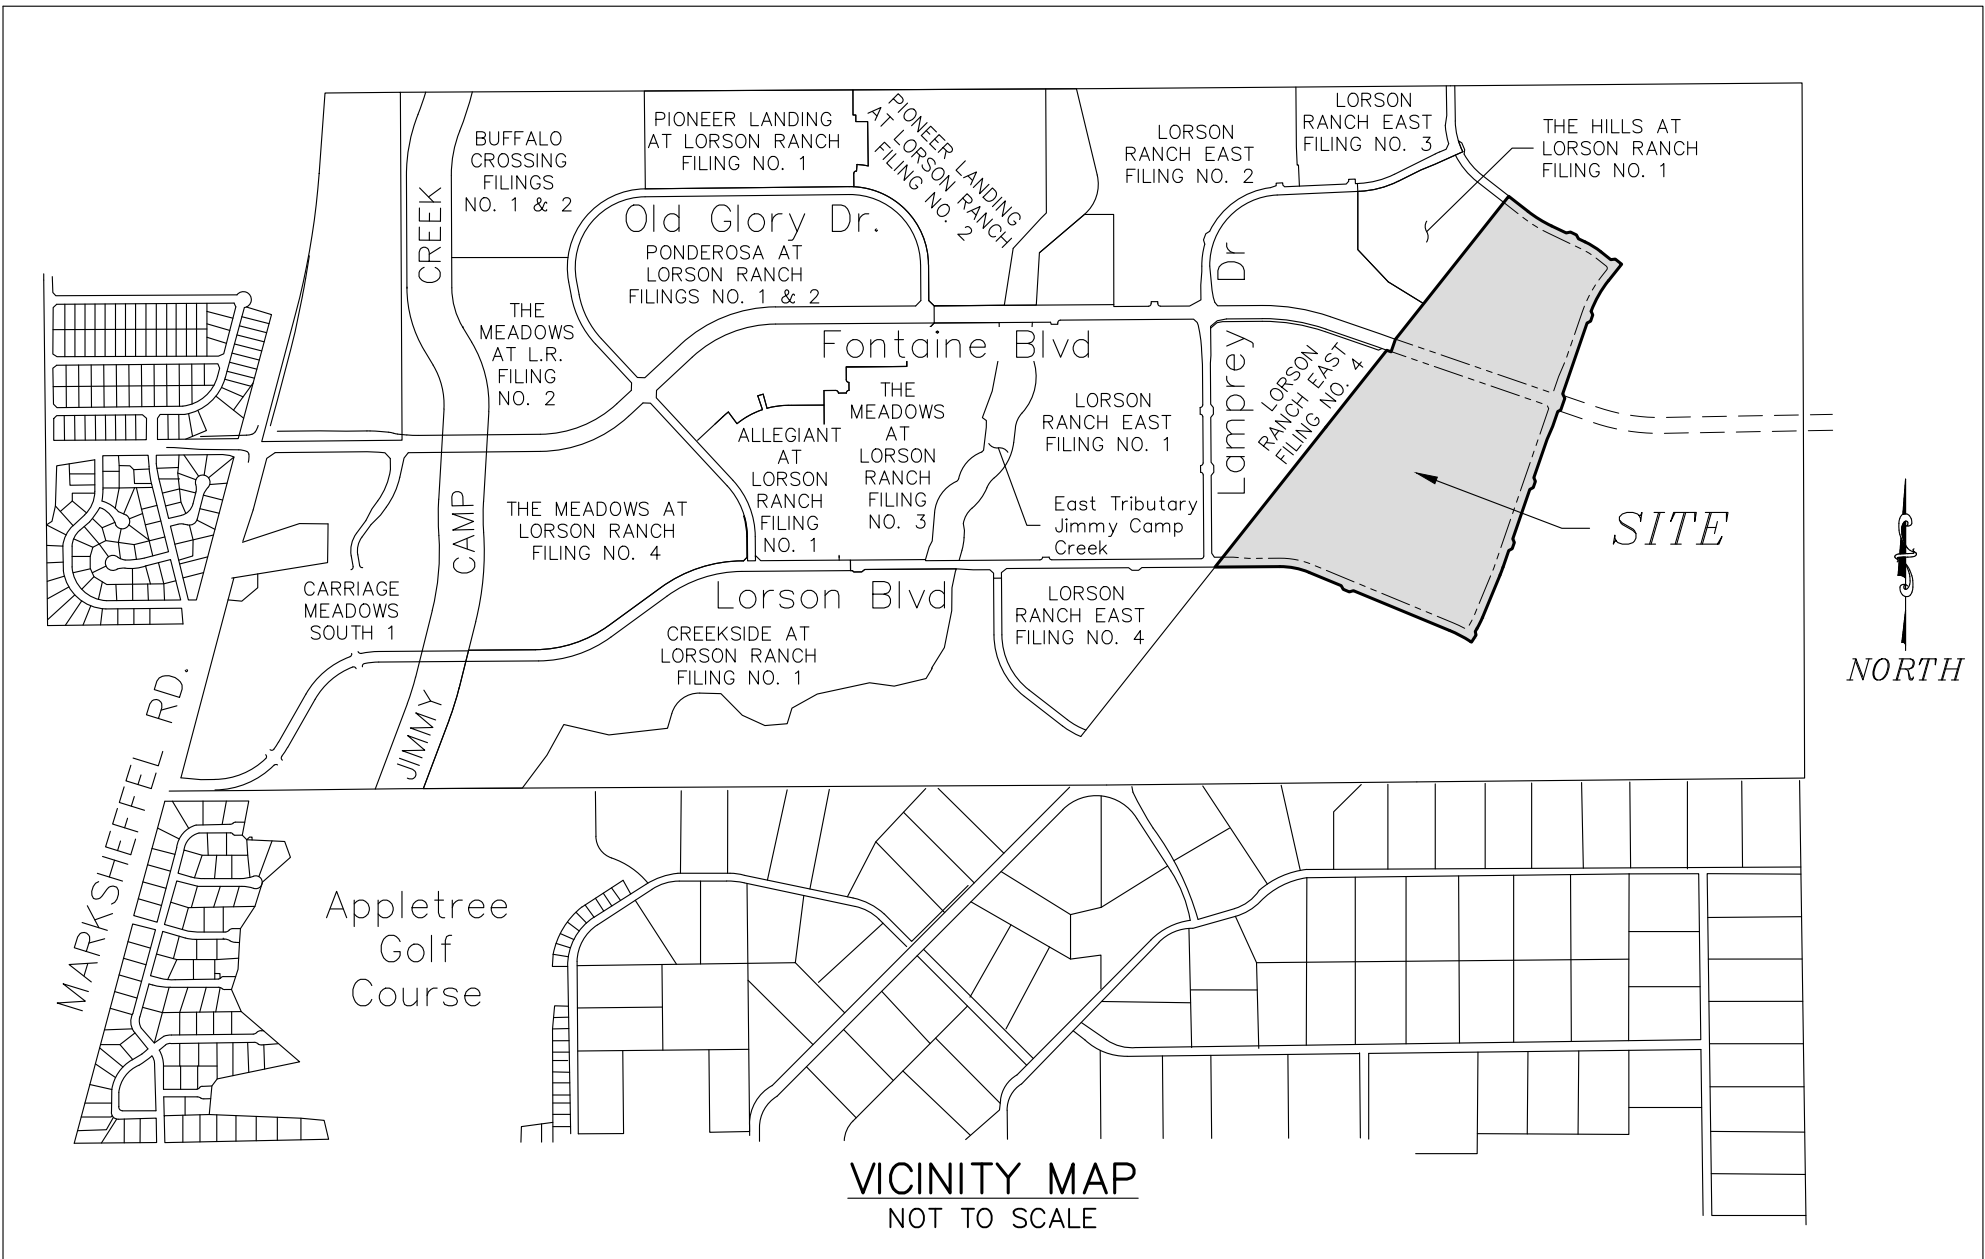 BUFFALO
CROSSING
FILINGS
NO. 1 & 2
PIONEER LANDING
AT LORSON RANCH
FILING NO. 1
PIONEER LANDING
AT LORSON RANCH
FILING NO. 2
LORSON
RANCH EAST
FILING NO. 2
LORSON
RANCH EAST
FILING NO. 3
THE HILLS AT
LORSON RANCH
FILING NO. 1
Old Glory Dr.
PONDEROSA AT
LORSON RANCH
FILINGS NO. 1 & 2
JIMMY CAMP CREEK
THE
MEADOWS
AT L.R.
FILING
NO. 2
Fontaine Blvd
Lamprey Dr
LORSON
RANCH EAST
FILING NO. 4
ALLEGIANT
AT
LORSON
RANCH
FILING
NO. 1
THE
MEADOWS
AT
LORSON
RANCH
FILING
NO. 3
LORSON
RANCH EAST
FILING NO. 1
East Tributary
Jimmy Camp
Creek
SITE
THE MEADOWS AT
LORSON RANCH
FILING NO. 4
CARRIAGE
MEADOWS
SOUTH 1
Lorson Blvd
CREEKSIDE AT
LORSON RANCH
FILING NO. 1
LORSON
RANCH EAST
FILING NO. 4
NORTH
MARKSHEFFEL RD.
Appletree
Golf
Course
VICINITY MAP
NOT TO SCALE